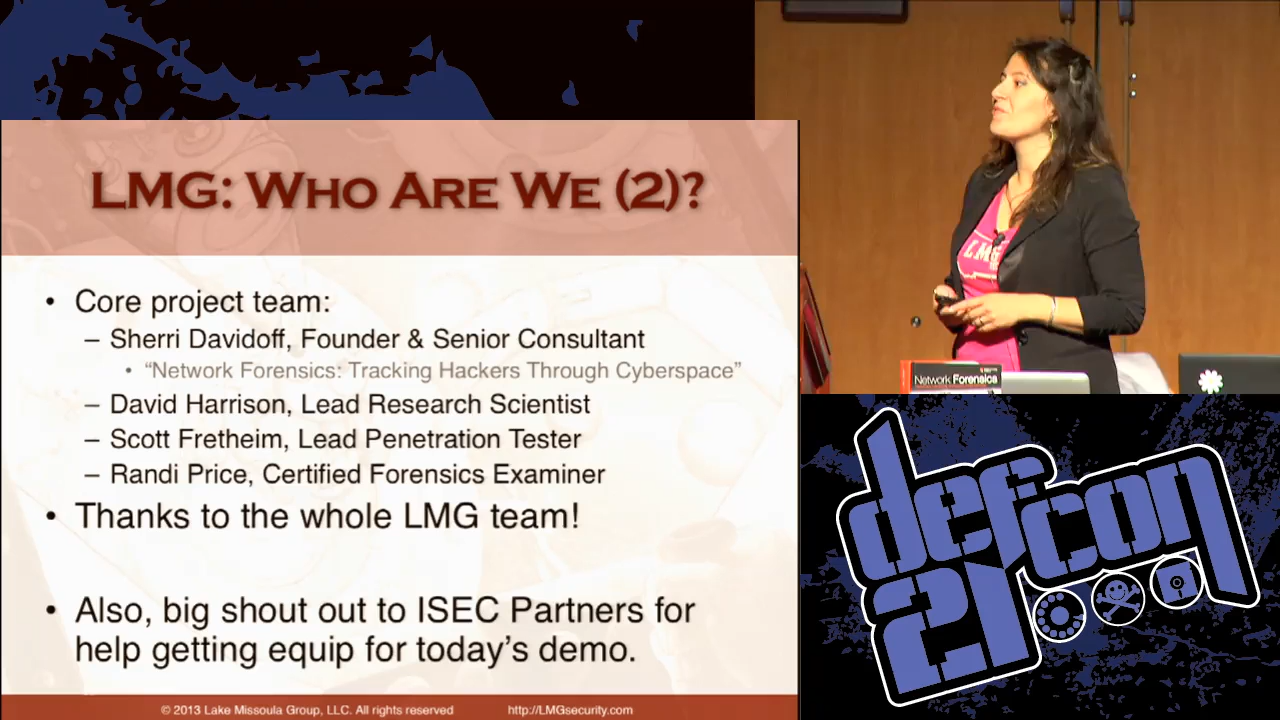 LMG: Who Are We (2)?
• Core project team:
– Sherri Davidoff, Founder & Senior Consultant
• “Network Forensics: Tracking Hackers Through Cyberspace”
– David Harrison, Lead Research Scientist
– Scott Fretheim, Lead Penetration Tester
– Randi Price, Certified Forensics Examiner
• Thanks to the whole LMG team!
• Also, big shout out to ISEC Partners for
help getting equip for today’s demo.
© 2013 Lake Missoula Group, LLC. All rights reserved http://LMGsecurity.com
LMG
Network Forensics
defcon
21